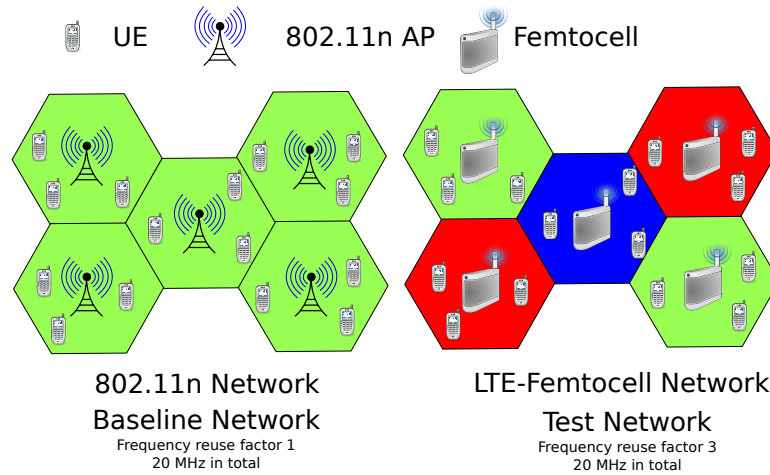 UE 802.11n AP Femtocell
802.11n Network
Baseline Network
Frequency reuse factor 1
20 MHz in total
LTE-Femtocell Network
Test Network
Frequency reuse factor 3
20 MHz in total